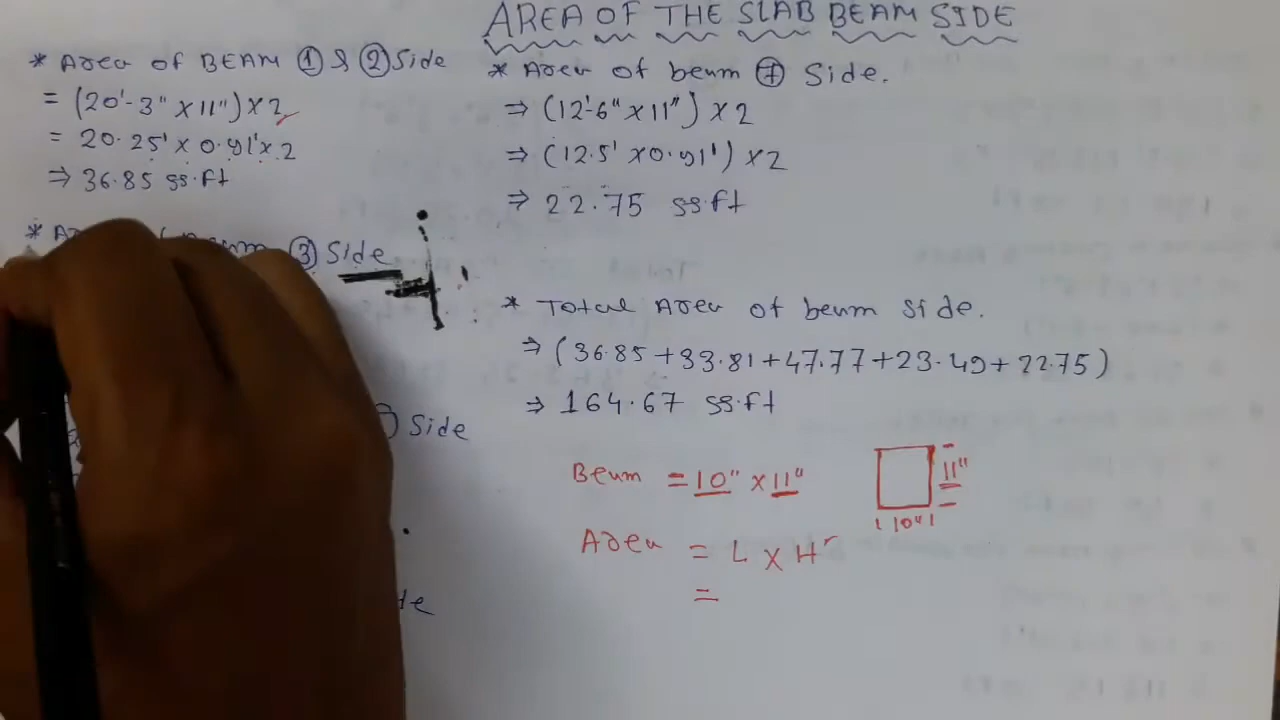 AREA OF THE SLAB BEAM SIDE
* Area of BEAM ① & ② Side
= (20'-3" X 11") X 2
= 20.25' X 0.91' X 2
⇒ 36.85 sq.ft
③ Side
Side
* Area of beam ⑦ Side.
⇒ (12'-6" X 11") X 2
⇒ (12.5' X 0.91') X 2
⇒ 22.75 sq.ft
* Total Area of beam side.
⇒ (36.85 + 33.81 + 47.77 + 23.49 + 22.75)
⇒ 164.67 sq.ft
Beam = 10" X 11"
11"
10"
Area = L X H
=